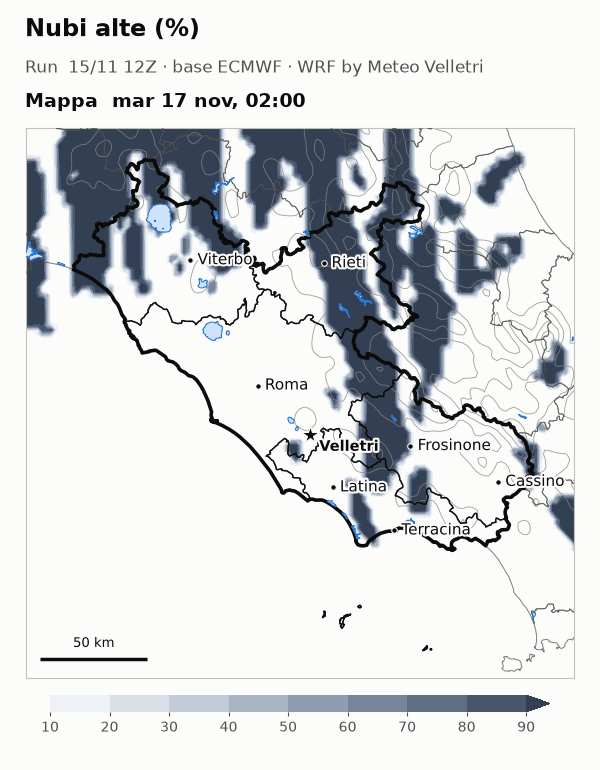 Nubi alte (%)
Run 15/11 12Z · base ECMWF · WRF by Meteo Velletri
Mappa mar 17 nov, 02:00
Viterbo
Rieti
Roma
Velletri
Frosinone
Latina
Cassino
Terracina
50 km
10 20 30 40 50 60 70 80 90